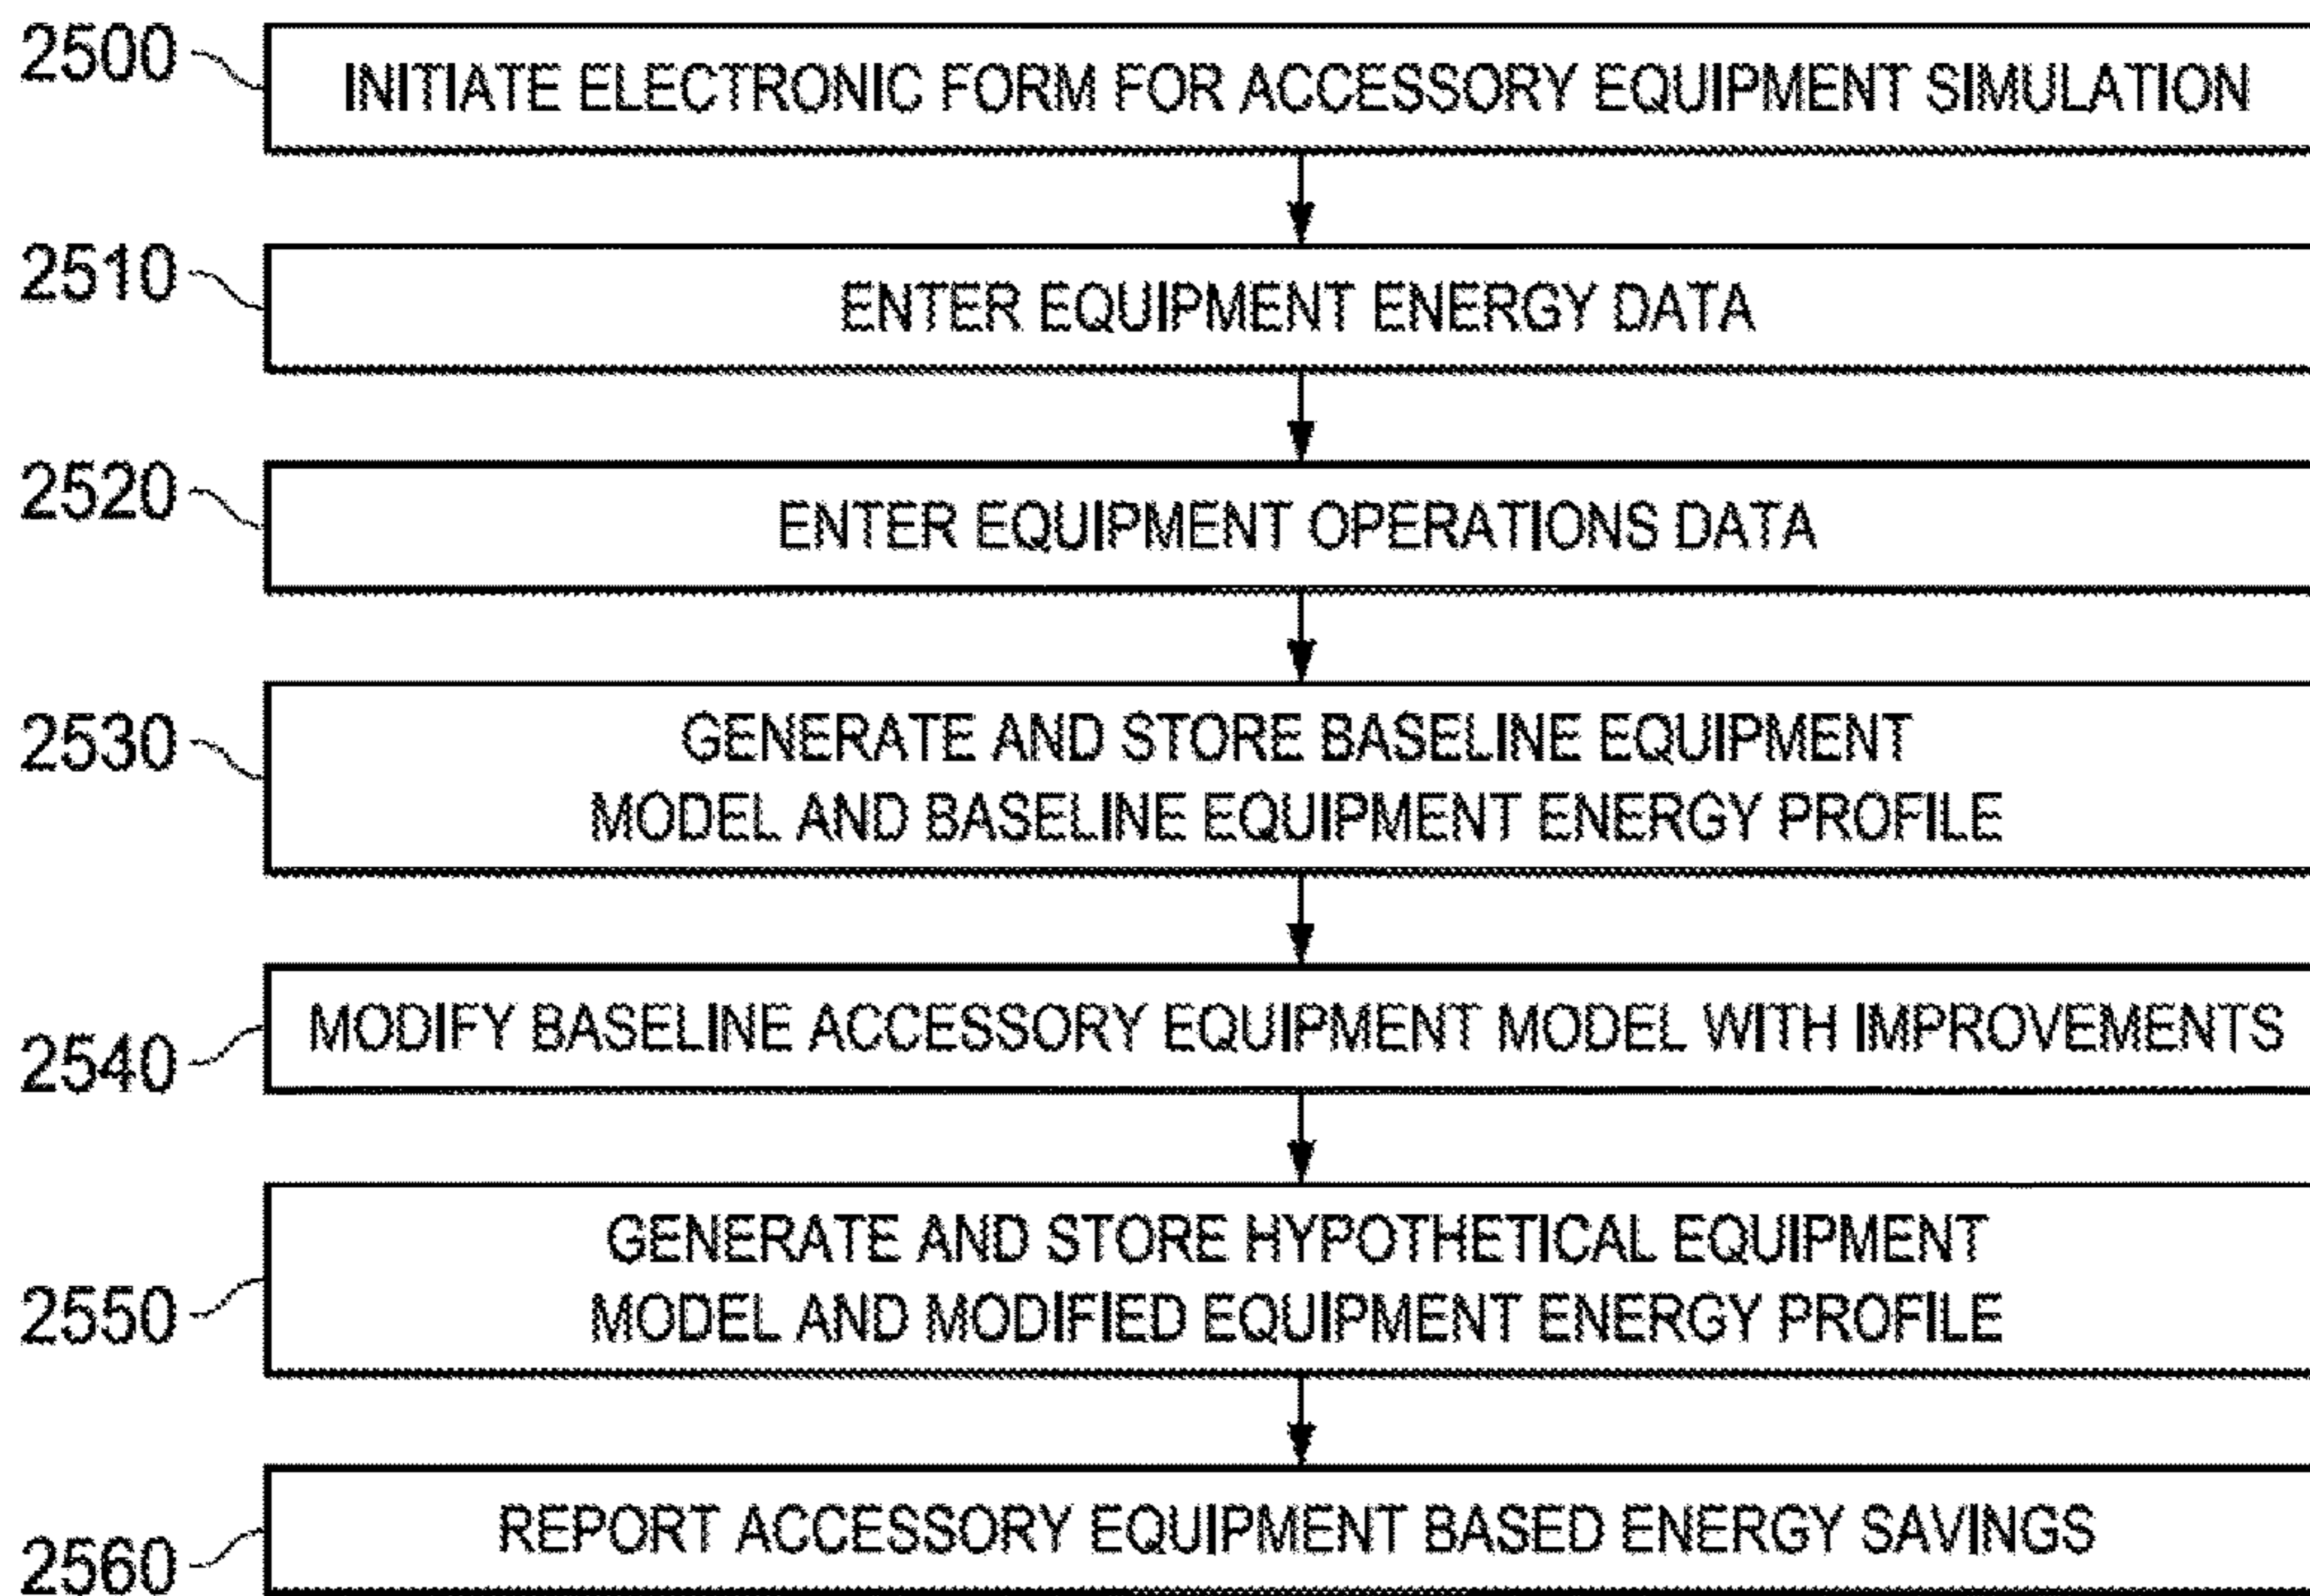 2500
INITIATE ELECTRONIC FORM FOR ACCESSORY EQUIPMENT SIMULATION
2510
ENTER EQUIPMENT ENERGY DATA
2520
ENTER EQUIPMENT OPERATIONS DATA
2530
GENERATE AND STORE BASELINE EQUIPMENT
MODEL AND BASELINE EQUIPMENT ENERGY PROFILE
2540
MODIFY BASELINE ACCESSORY EQUIPMENT MODEL WITH IMPROVEMENTS
2550
GENERATE AND STORE HYPOTHETICAL EQUIPMENT
MODEL AND MODIFIED EQUIPMENT ENERGY PROFILE
2560
REPORT ACCESSORY EQUIPMENT BASED ENERGY SAVINGS